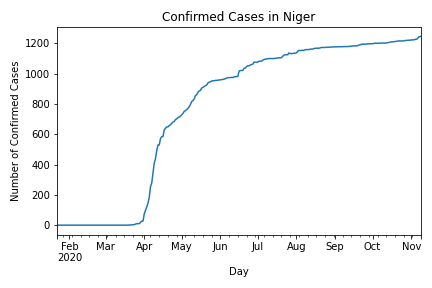 Confirmed Cases in Niger
Number of Confirmed Cases
1200
1000
800
600
400
200
0
Feb Mar Apr May Jun Jul Aug Sep Oct Nov
2020
Day